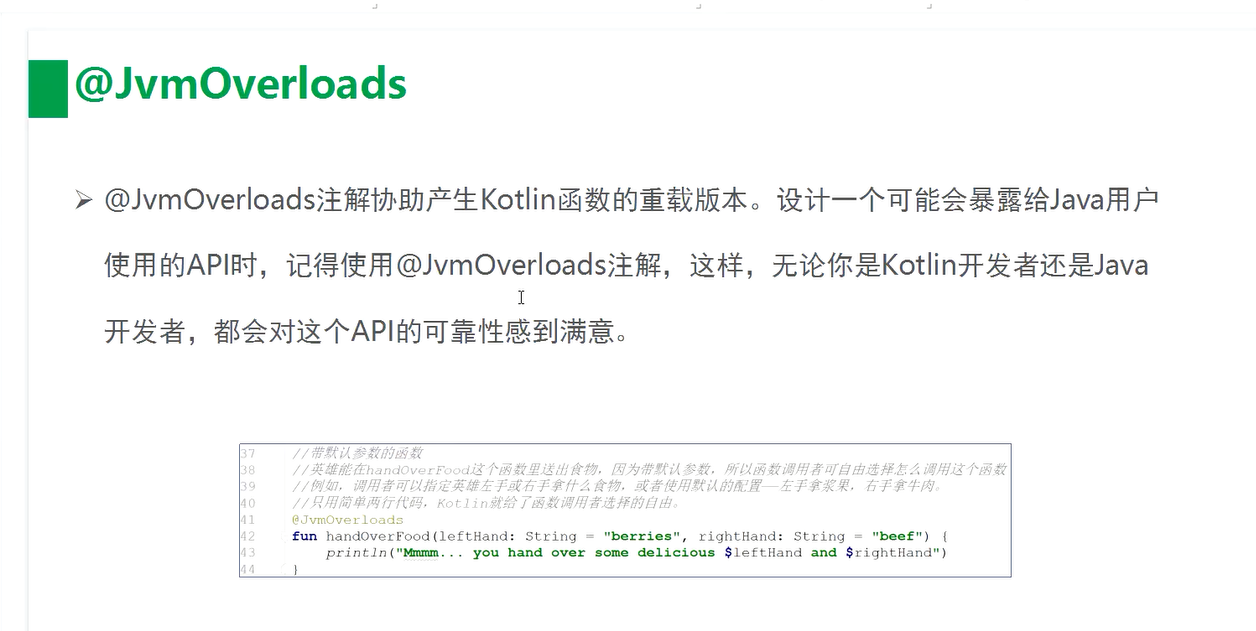 @JvmOverloads
➢ @JvmOverloads注解协助产生Kotlin函数的重载版本。设计一个可能会暴露给Java用户
使用的API时，记得使用@JvmOverloads注解，这样，无论你是Kotlin开发者还是Java
开发者，都会对这个API的可靠性感到满意。
37 //带默认参数的函数
38 //英雄能在handOverFood这个函数里送出食物，因为带默认参数，所以函数调用者可自由选择怎么调用这个函数
39 //例如，调用者可以指定英雄左手或右手拿什么食物，或者使用默认的配置——左手拿浆果，右手拿牛肉。
40 //只用简单两行代码，Kotlin就给了函数调用者选择的自由。
41 @JvmOverloads
42 fun handOverFood(leftHand: String = "berries", rightHand: String = "beef") {
43 println("Mmmm... you hand over some delicious $leftHand and $rightHand")
44 }